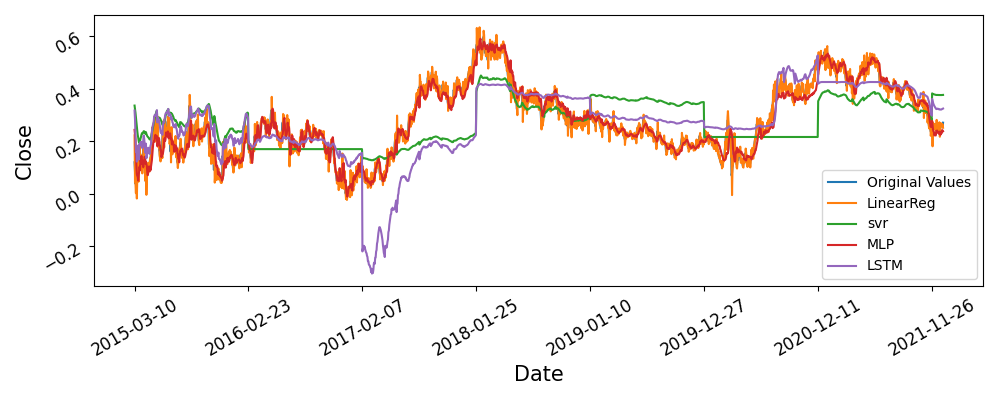 Close
0.6
0.4
0.2
0.0
−0.2
Original Values
LinearReg
svr
MLP
LSTM
2015-03-10
2016-02-23
2017-02-07
2018-01-25
2019-01-10
2019-12-27
2020-12-11
2021-11-26
Date